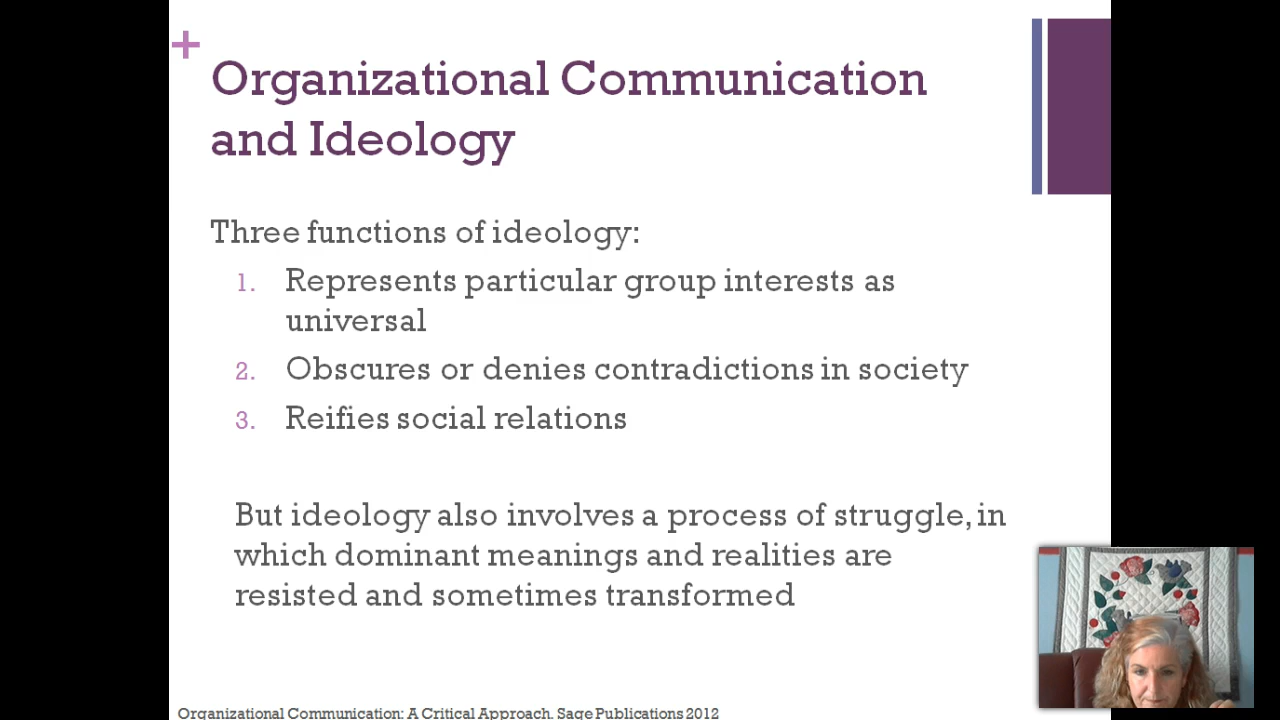 +
Organizational Communication
and Ideology
Three functions of ideology:
1. Represents particular group interests as
universal
2. Obscures or denies contradictions in society
3. Reifies social relations
But ideology also involves a process of struggle, in
which dominant meanings and realities are
resisted and sometimes transformed
Organizational Communication: A Critical Approach. Sage Publications 2012